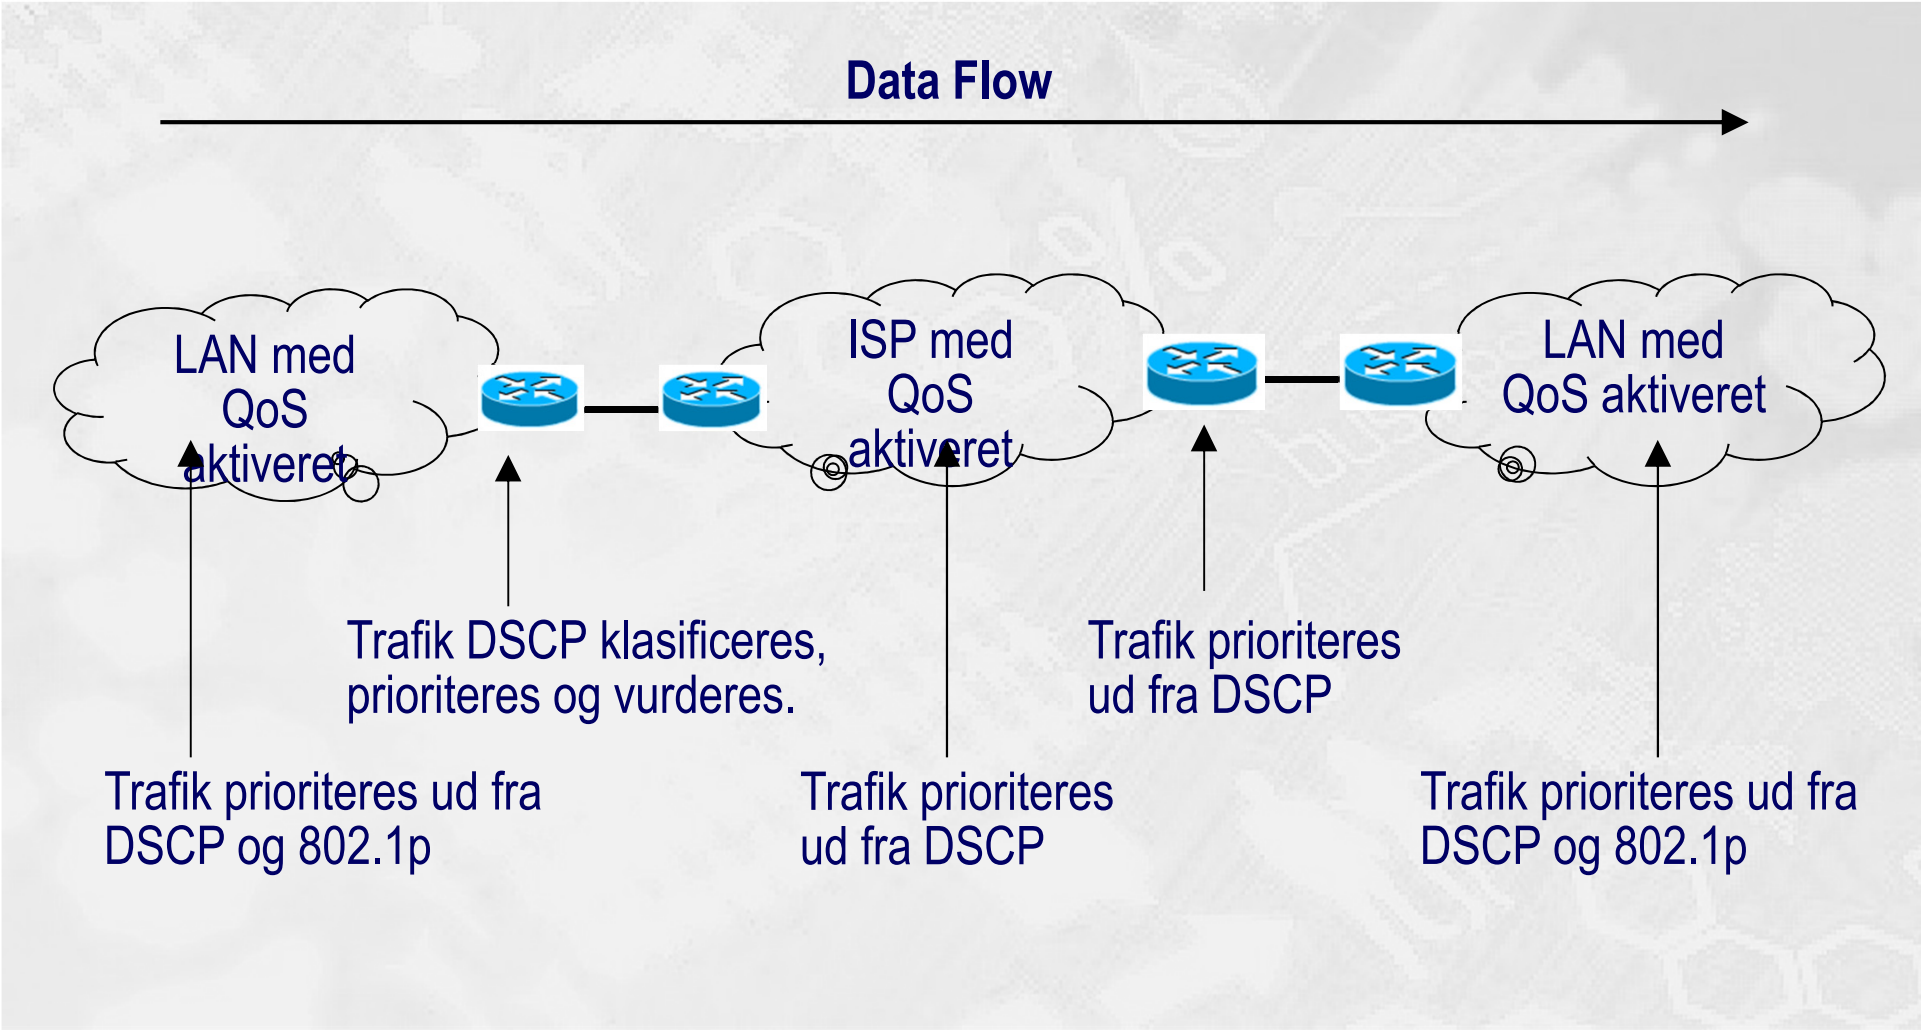 Data Flow
LAN med
QoS
aktiveret
ISP med
QoS
aktiveret
LAN med
QoS aktiveret
Trafik DSCP klasificeres,
prioriteres og vurderes.
Trafik prioriteres
ud fra DSCP
Trafik prioriteres ud fra
DSCP og 802.1p
Trafik prioriteres
ud fra DSCP
Trafik prioriteres ud fra
DSCP og 802.1p